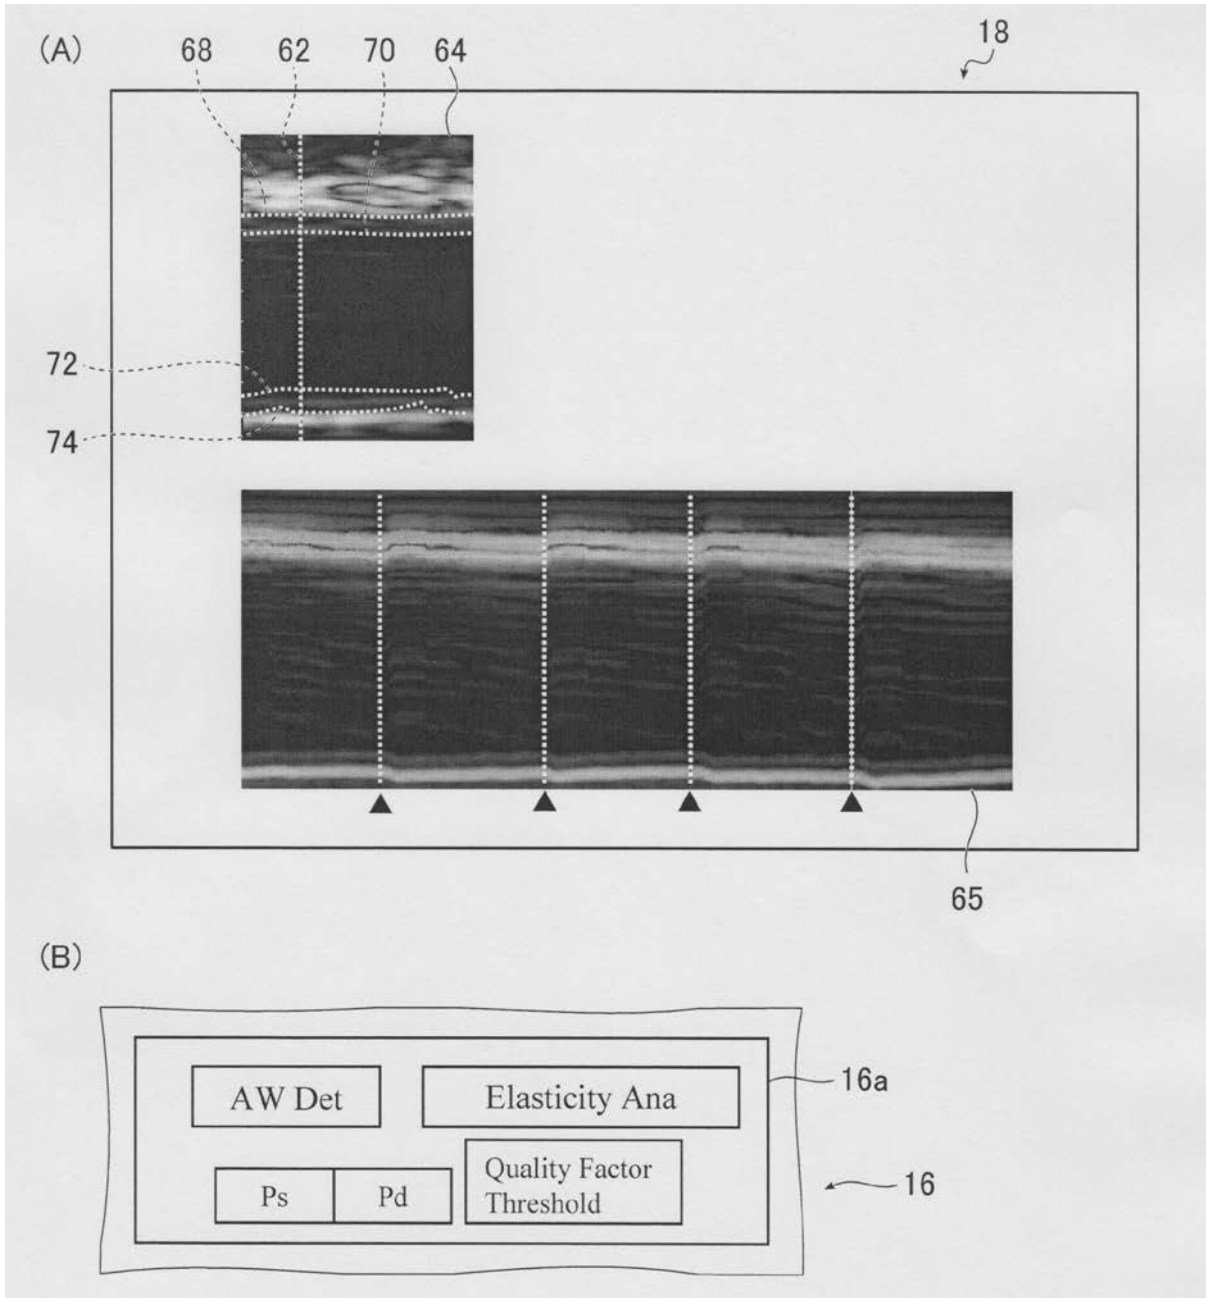 (A)
18
68 62 70 64
72
74
65
(B)
AW Det Elasticity Ana
16a
Quality Factor
Threshold
Ps Pd
16